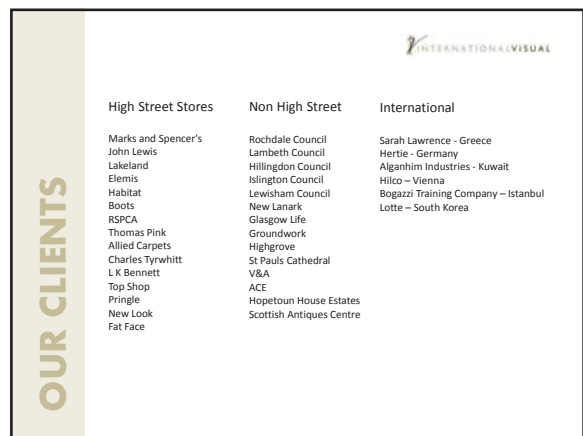 INTERNATIONALVISUAL
OUR CLIENTS
High Street Stores
Marks and Spencer's
John Lewis
Lakeland
Elemis
Habitat
Boots
RSPCA
Thomas Pink
Allied Carpets
Charles Tyrwhitt
L K Bennett
Top Shop
Pringle
New Look
Fat Face
Non High Street
Rochdale Council
Lambeth Council
Hillingdon Council
Islington Council
Lewisham Council
New Lanark
Glasgow Life
Groundwork
Highgrove
St Pauls Cathedral
V&A
ACE
Hopetoun House Estates
Scottish Antiques Centre
International
Sarah Lawrence - Greece
Hertie - Germany
Alganhim Industries - Kuwait
Hilco – Vienna
Bogazzi Training Company – Istanbul
Lotte – South Korea